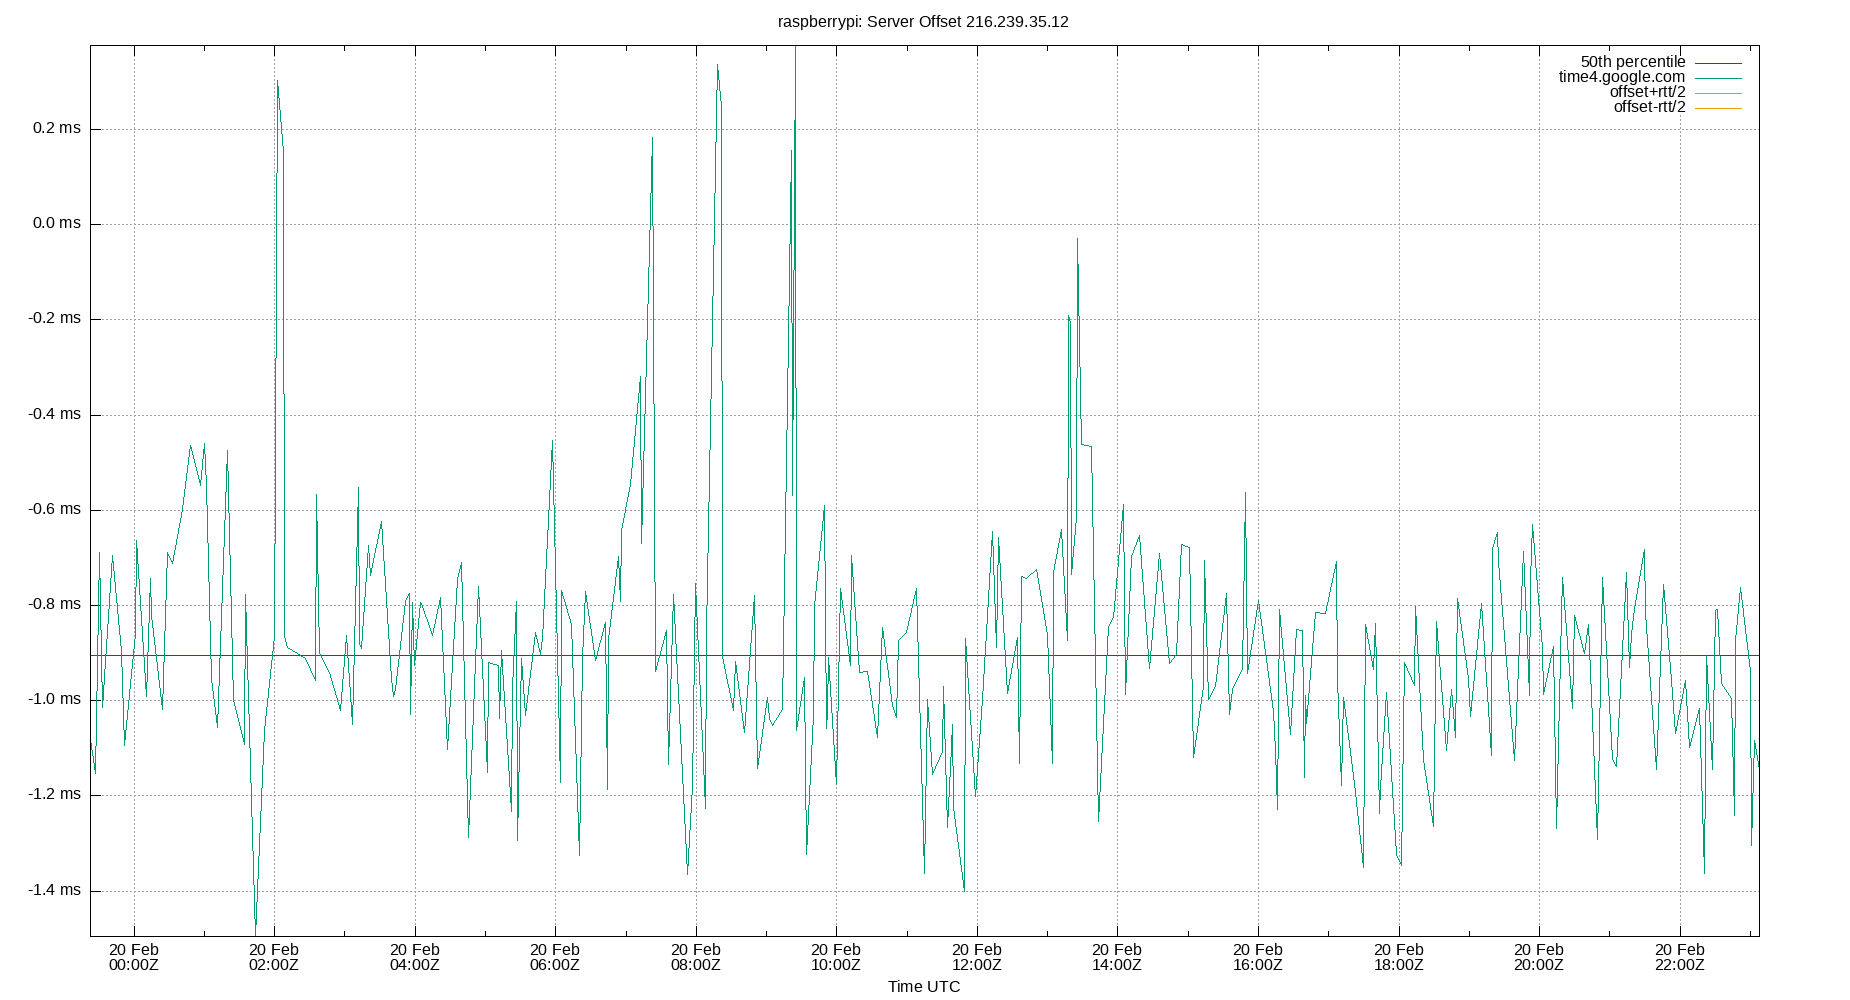 raspberrypi: Server Offset 216.239.35.12
50th percentile
time4.google.com
offset+rtt/2
offset-rtt/2
0.2 ms
0.0 ms
-0.2 ms
-0.4 ms
-0.6 ms
-0.8 ms
-1.0 ms
-1.2 ms
-1.4 ms
20 Feb 20 Feb 20 Feb 20 Feb 20 Feb 20 Feb 20 Feb 20 Feb 20 Feb 20 Feb 20 Feb 20 Feb
00:00Z 02:00Z 04:00Z 06:00Z 08:00Z 10:00Z 12:00Z 14:00Z 16:00Z 18:00Z 20:00Z 22:00Z
Time UTC